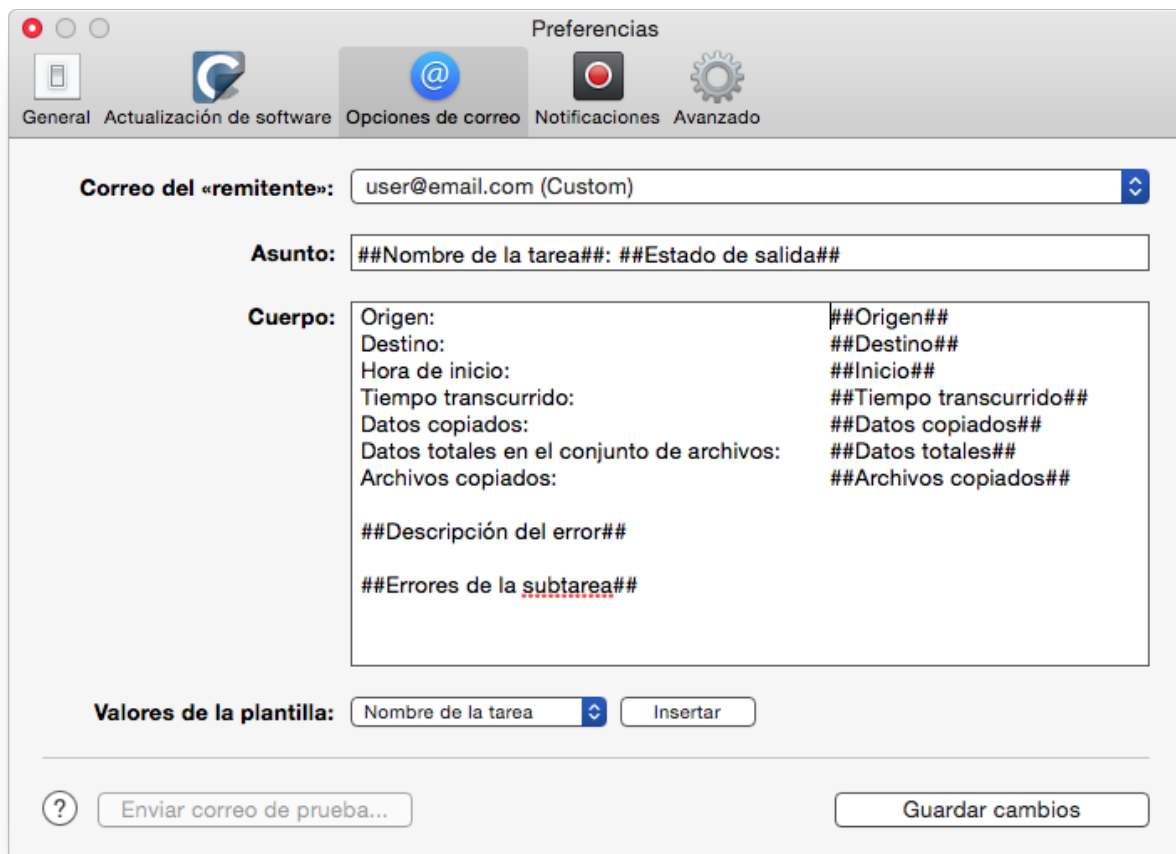 Preferencias
General Actualización de software Opciones de correo Notificaciones Avanzado
Correo del «remitente»: user@email.com (Custom)
Asunto: ##Nombre de la tarea##: ##Estado de salida##
Cuerpo: Origen: ##Origen##
Destino: ##Destino##
Hora de inicio: ##Inicio##
Tiempo transcurrido: ##Tiempo transcurrido##
Datos copiados: ##Datos copiados##
Datos totales en el conjunto de archivos: ##Datos totales##
Archivos copiados: ##Archivos copiados##
##Descripción del error##
##Errores de la subtarea##
Valores de la plantilla: Nombre de la tarea Insertar
? Enviar correo de prueba... Guardar cambios